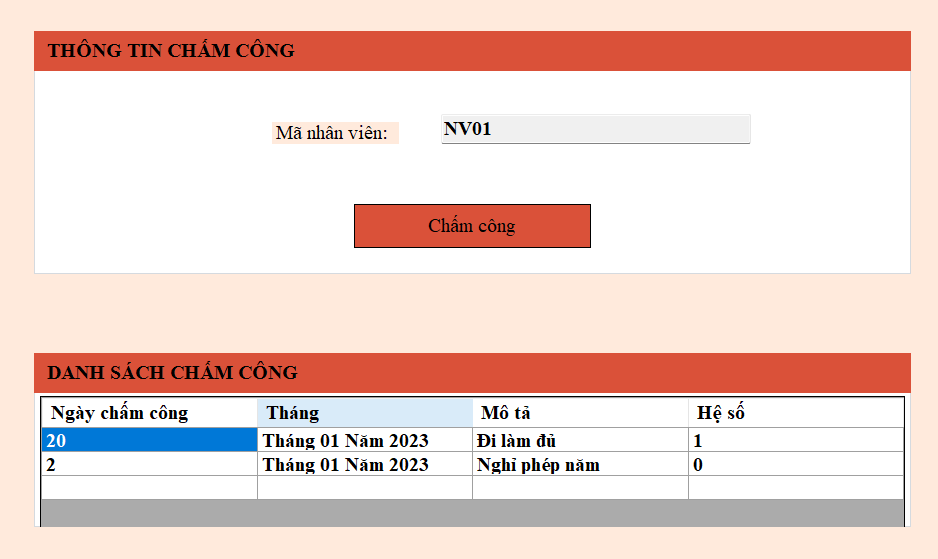 THÔNG TIN CHẤM CÔNG
Mã nhân viên: NV01
Chấm công
DANH SÁCH CHẤM CÔNG
Ngày chấm công Tháng Mô tả Hệ số
20 Tháng 01 Năm 2023 Đi làm đủ 1
2 Tháng 01 Năm 2023 Nghỉ phép năm 0